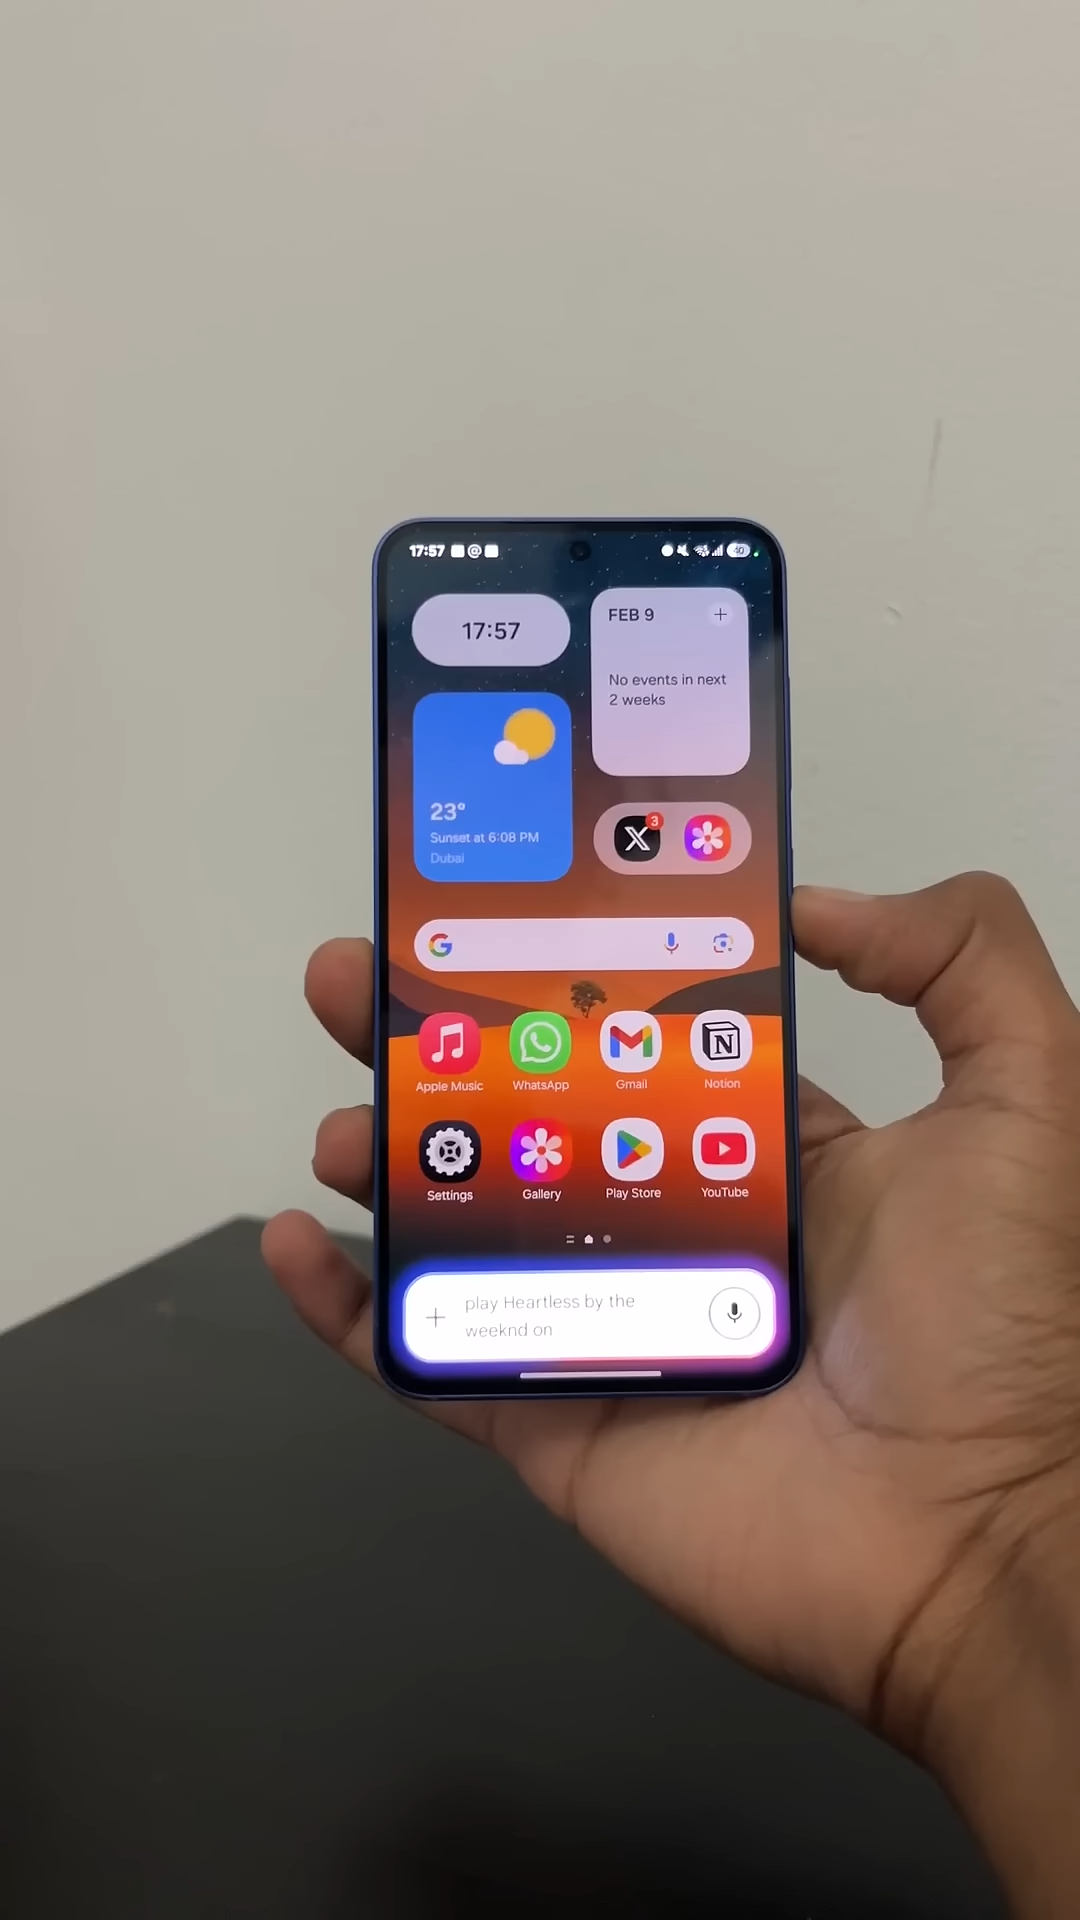 17:57
40
17:57
FEB 9
No events in next
2 weeks
23°
Sunset at 6:08 PM
Dubai
3
Apple Music
WhatsApp
Gmail
Notion
Settings
Gallery
Play Store
YouTube
play Heartless by the
weeknd on